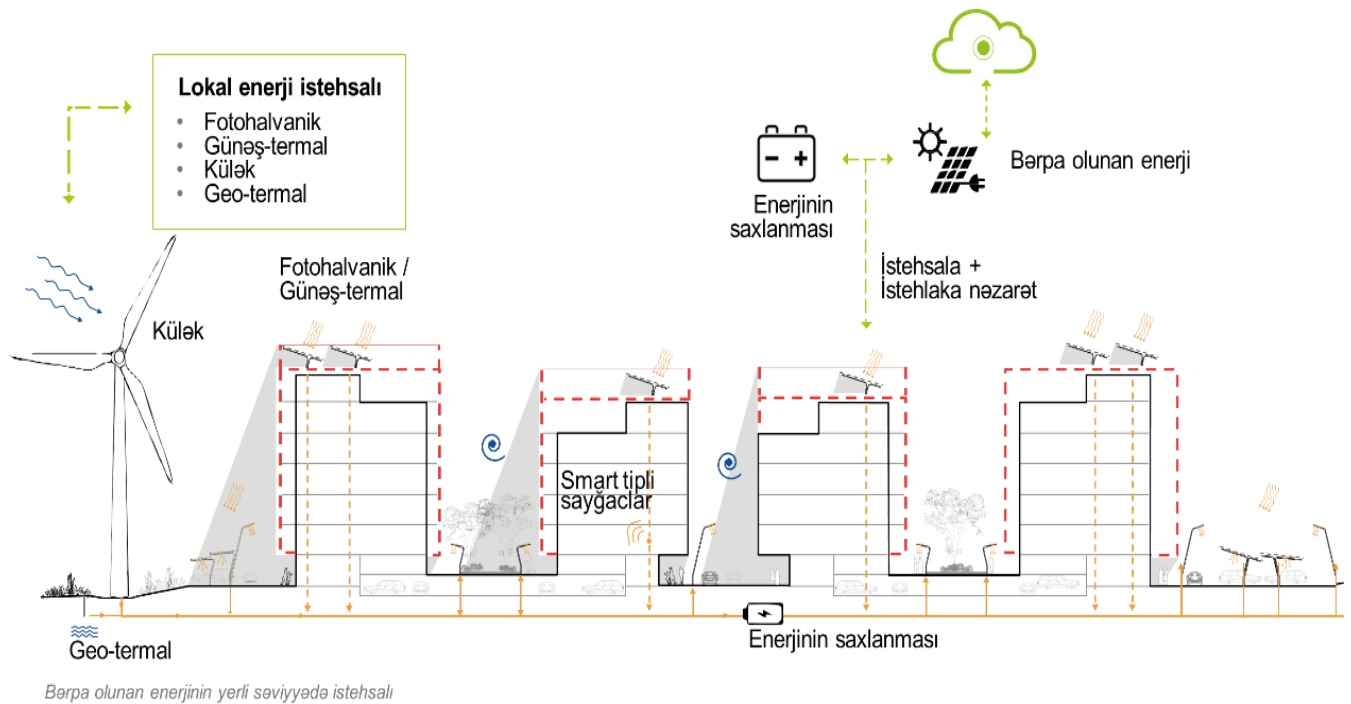 Lokal enerji istehsalı
• Fotohalvanik
• Günəş-termal
• Külək
• Geo-termal
Bərpa olunan enerji
Enerjinin
saxlanması
İstehsala +
İstehlaka nəzarət
Fotohalvanik /
Günəş-termal
Külək
Smart tipli
sayğaclar
Enerjinin saxlanması
Geo-termal
Bərpa olunan enerjinin yerli səviyyədə istehsalı